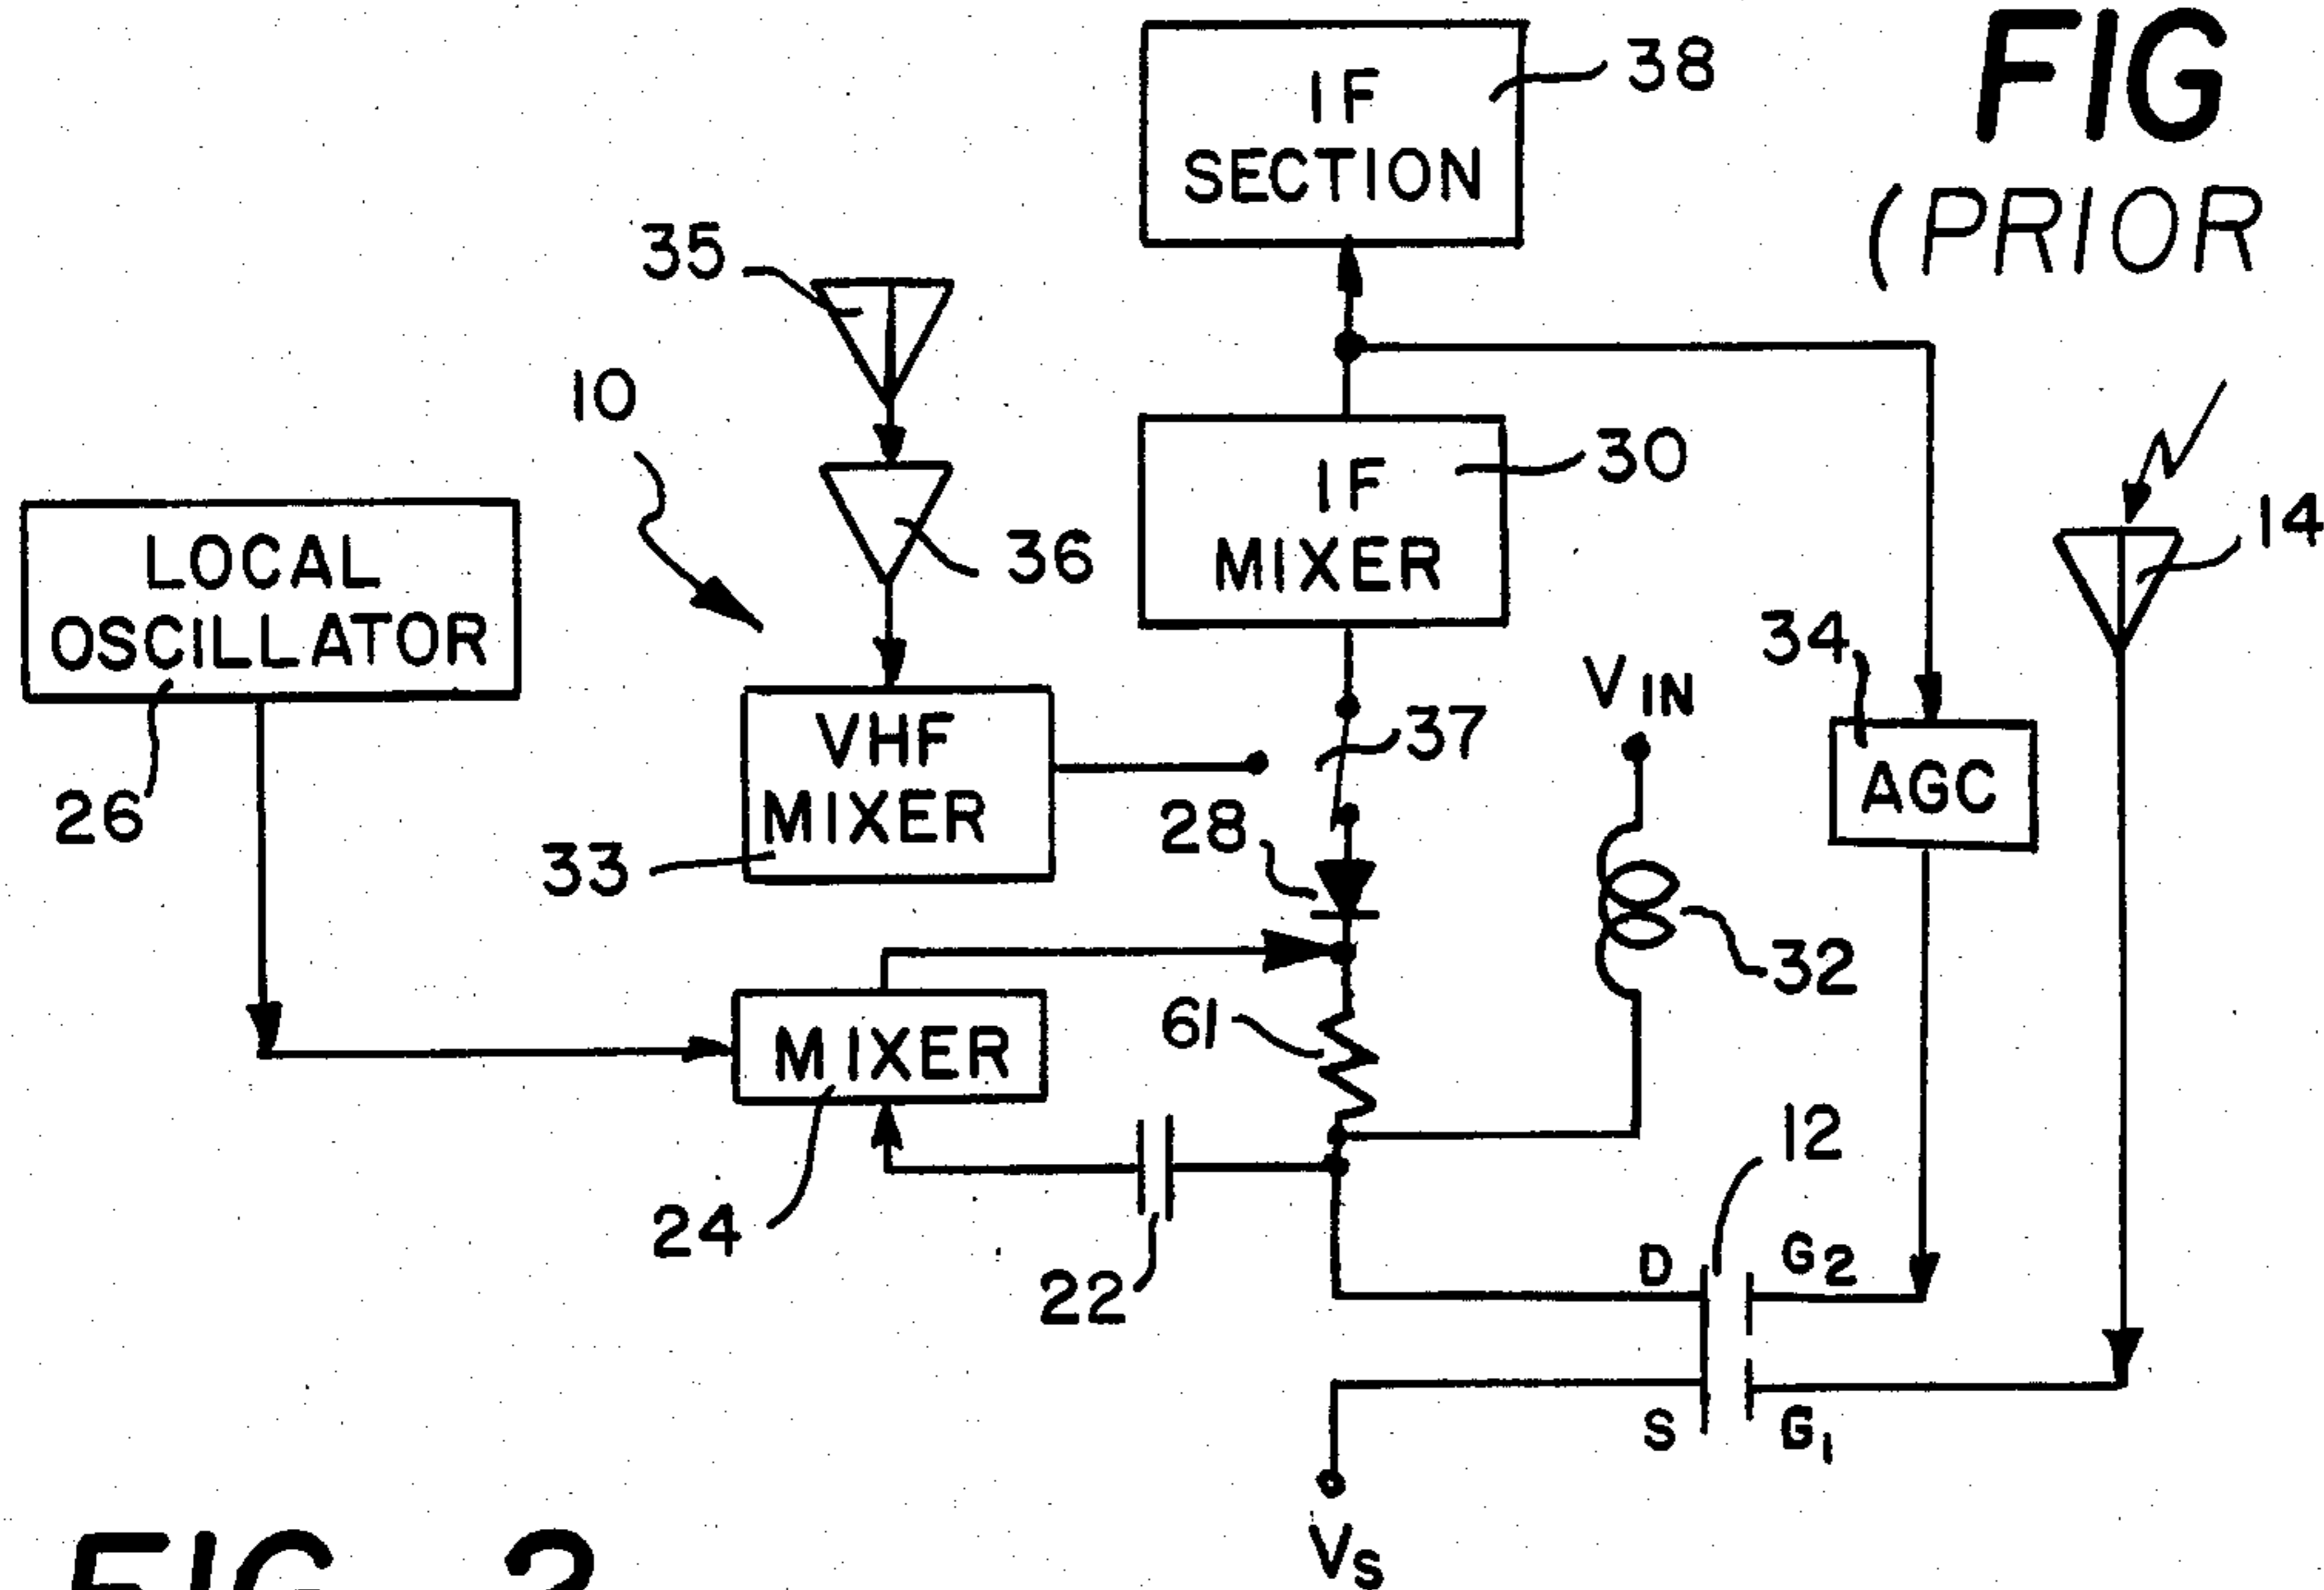 FIG
(PRIOR
IF
SECTION
38
35
10
IF
MIXER
30
36
14
LOCAL
OSCILLATOR
26
34
VIN
VHF
MIXER
33
37
AGC
28
32
61
MIXER
24
22
12
D
G2
S
G1
VS
FIG. 2